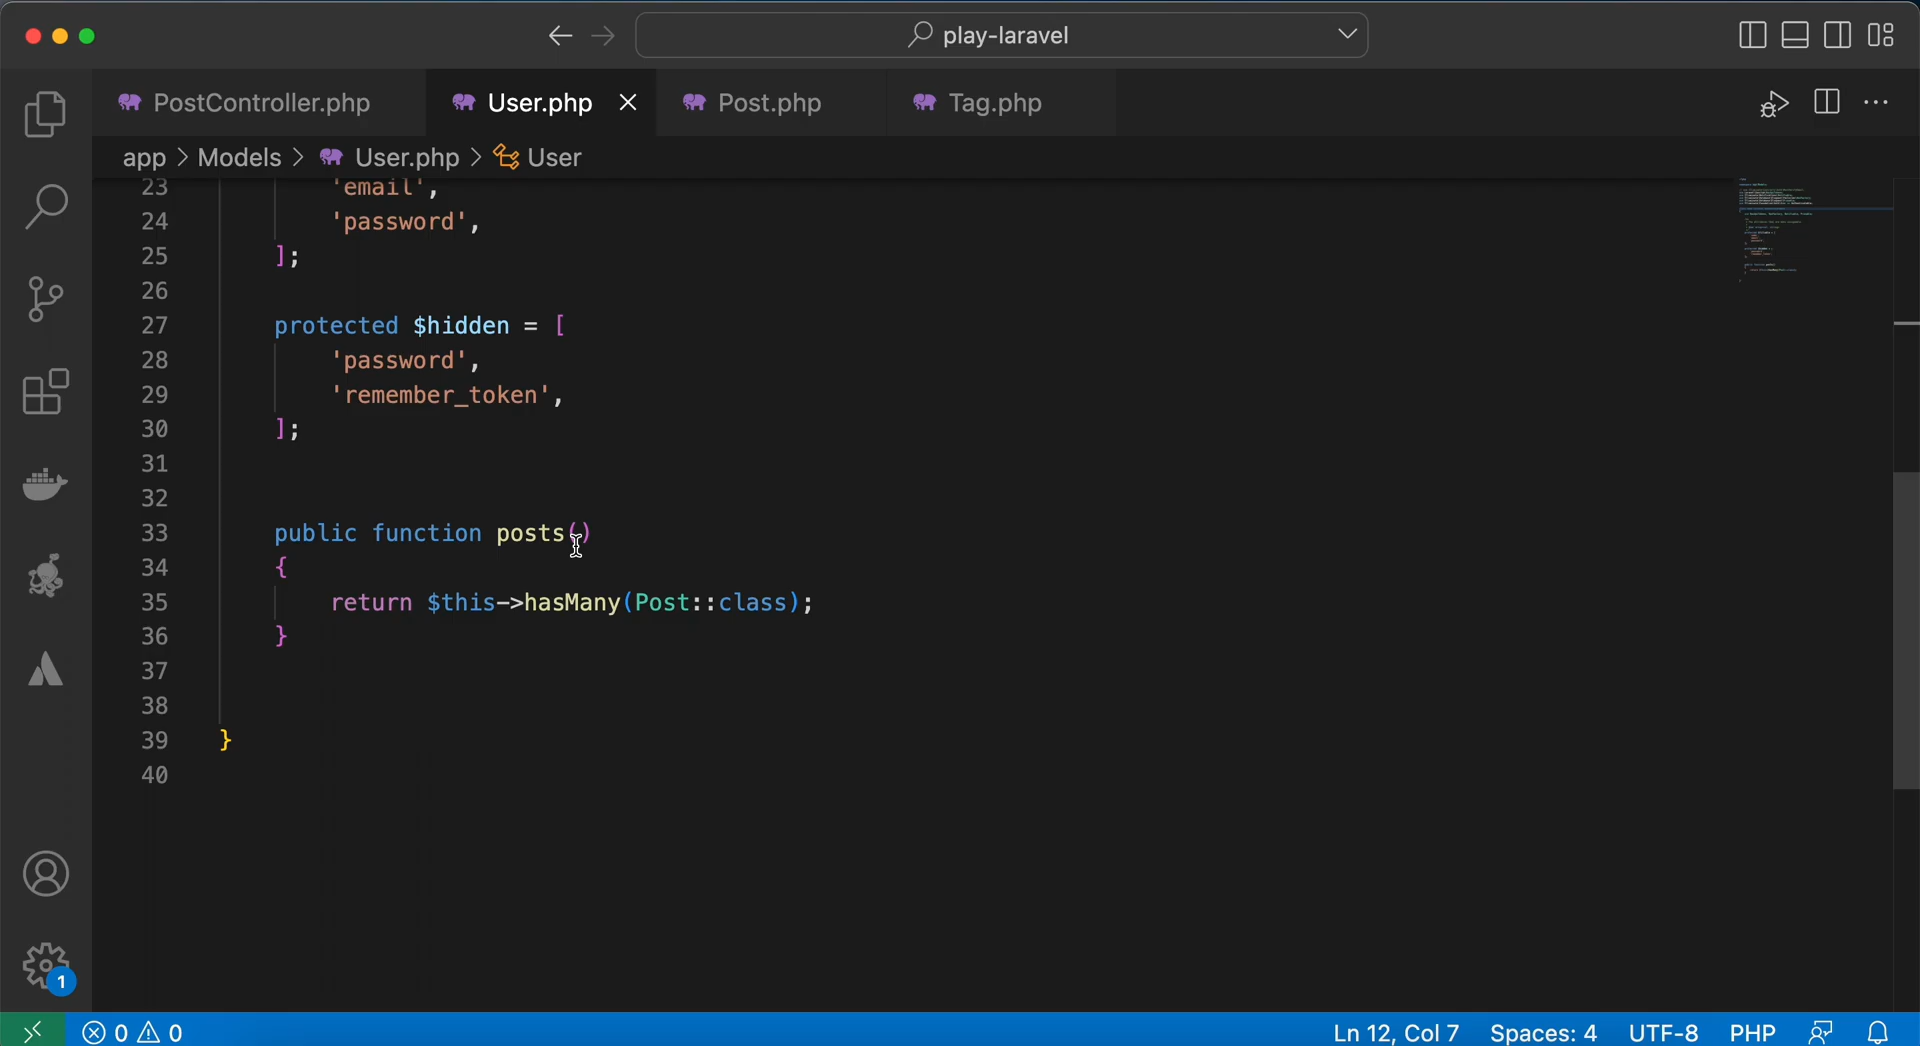 play-laravel
PostController.php
User.php
Post.php
Tag.php
app > Models > User.php > User
23 'email',
24 'password',
25 ];
26
27 protected $hidden = [
28 'password',
29 'remember_token',
30 ];
31
32
33 public function posts()
34 {
35 return $this->hasMany(Post::class);
36 }
37
38
39 }
40
1
0 0 Ln 12, Col 7 Spaces: 4 UTF-8 PHP